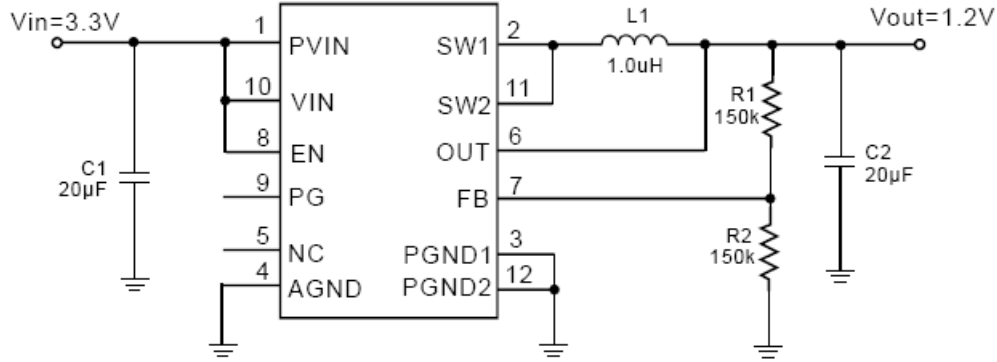 Vin=3.3V
C1
20µF
1
10
8
9
5
4
PVIN
VIN
EN
PG
NC
AGND
SW1
SW2
OUT
FB
PGND1
PGND2
2
11
6
7
3
12
L1
1.0uH
Vout=1.2V
R1
150k
R2
150k
C2
20µF